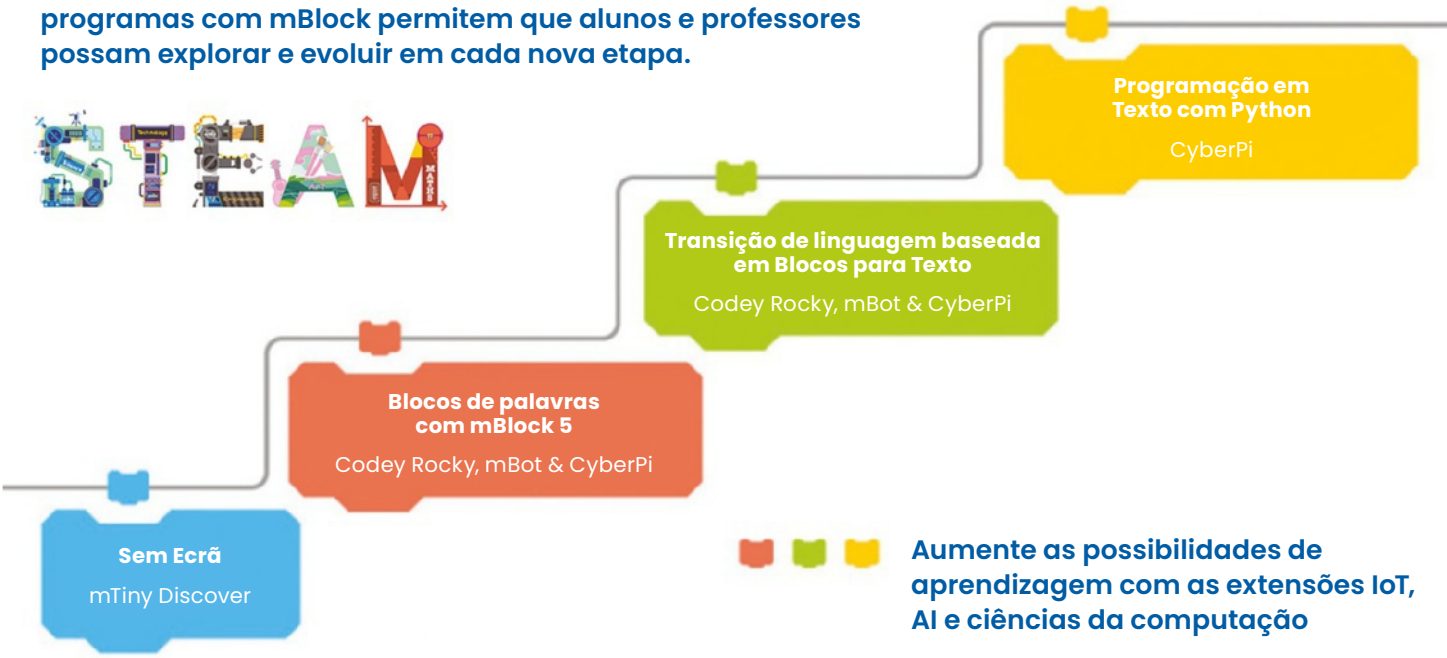 programas com mBlock permitem que alunos e professores
possam explorar e evoluir em cada nova etapa.
STEAM
Programação em
Texto com Python
CyberPi
Transição de linguagem baseada
em Blocos para Texto
Codey Rocky, mBot & CyberPi
Blocos de palavras
com mBlock 5
Codey Rocky, mBot & CyberPi
Sem Ecrã
mTiny Discover
Aumente as possibilidades de
aprendizagem com as extensões IoT,
AI e ciências da computação